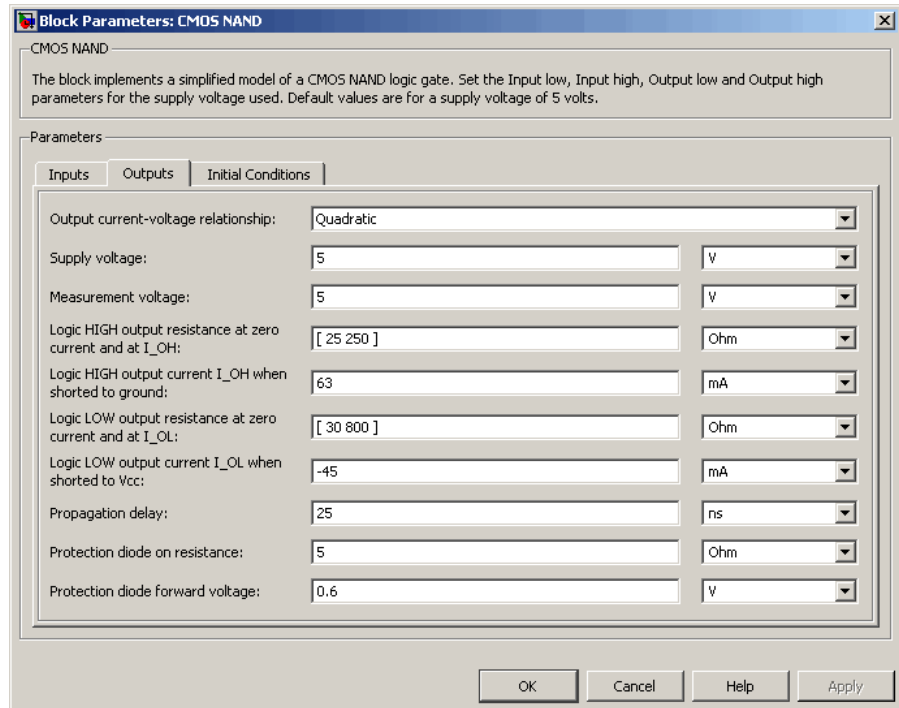 Block Parameters: CMOS NAND
CMOS NAND
The block implements a simplified model of a CMOS NAND logic gate. Set the Input low, Input high, Output low and Output high
parameters for the supply voltage used. Default values are for a supply voltage of 5 volts.
Parameters
Inputs Outputs Initial Conditions
Output current-voltage relationship: Quadratic
Supply voltage: 5 V
Measurement voltage: 5 V
Logic HIGH output resistance at zero
current and at I_OH: [ 25 250 ] Ohm
Logic HIGH output current I_OH when
shorted to ground: 63 mA
Logic LOW output resistance at zero
current and at I_OL: [ 30 800 ] Ohm
Logic LOW output current I_OL when
shorted to Vcc: -45 mA
Propagation delay: 25 ns
Protection diode on resistance: 5 Ohm
Protection diode forward voltage: 0.6 V
OK Cancel Help Apply